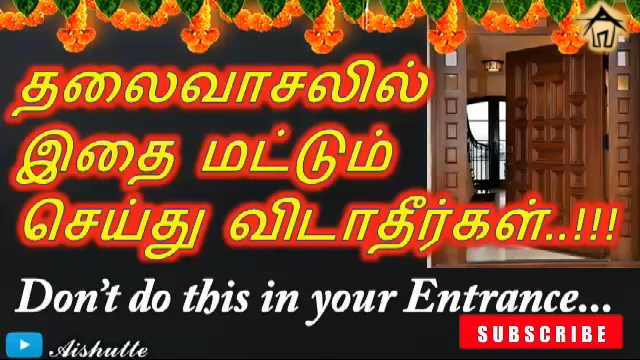 தலைவாசலில்
இதை மட்டும்
செய்து விடாதீர்கள்..!!!
Don't do this in your Entrance...
SUBSCRIBE
Aishutte